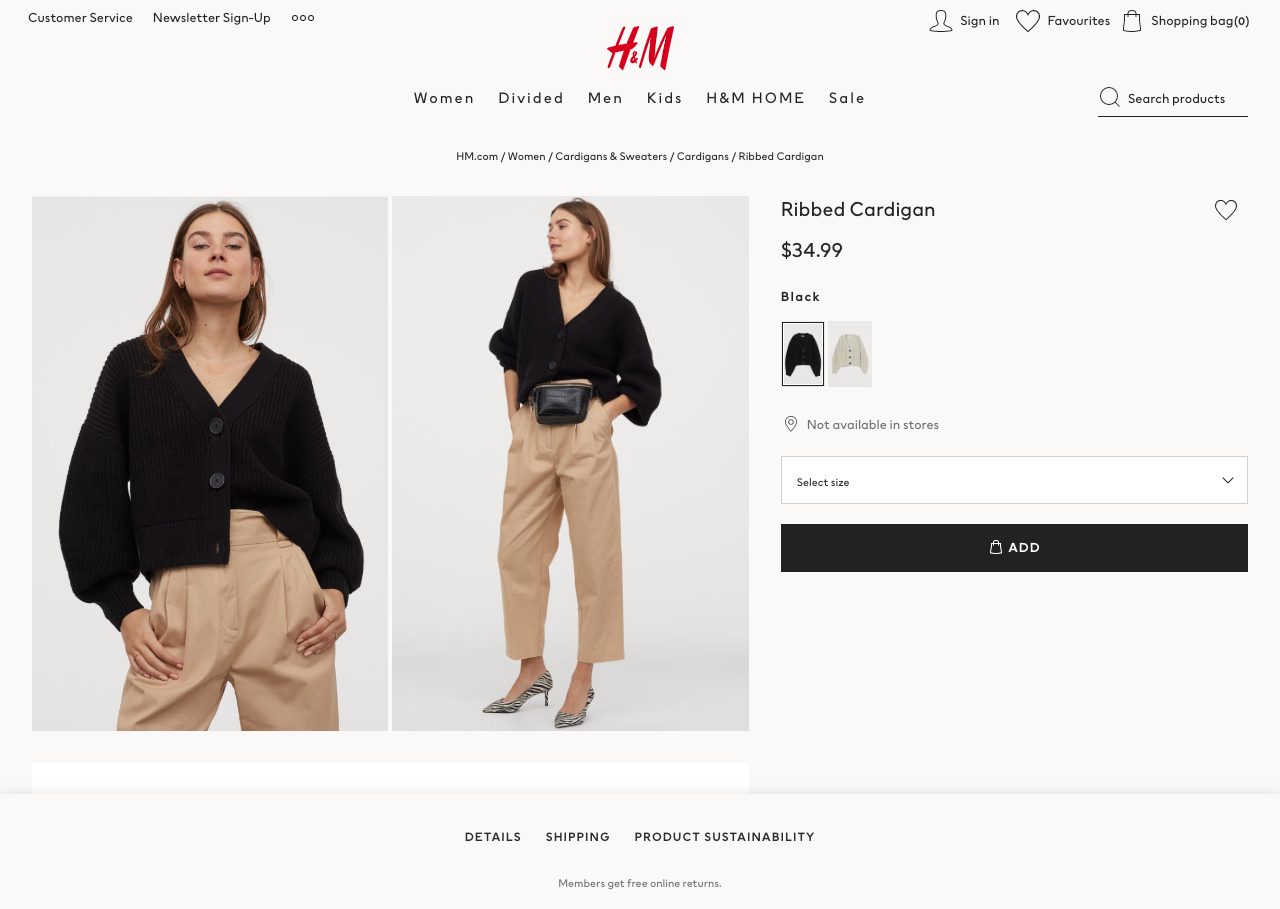 Customer Service
Newsletter Sign-Up
Sign in
Favourites
Shopping bag(0)
H&M
Women
Divided
Men
Kids
H&M HOME
Sale
Search products
HM.com / Women / Cardigans & Sweaters / Cardigans / Ribbed Cardigan
Ribbed Cardigan
$34.99
Black
Not available in stores
Select size
ADD
DETAILS
SHIPPING
PRODUCT SUSTAINABILITY
Members get free online returns.